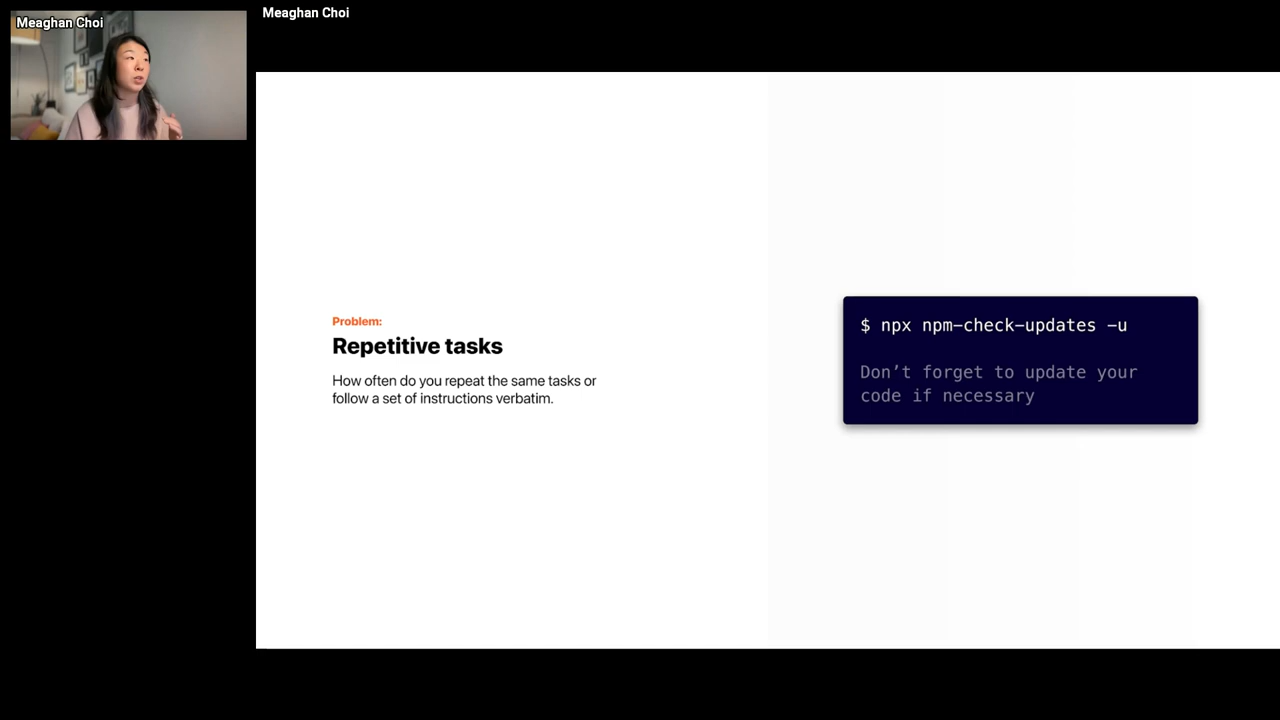 Meaghan Choi
Meaghan Choi
Problem:
Repetitive tasks
How often do you repeat the same tasks or
follow a set of instructions verbatim.
$ npx npm-check-updates -u
Don’t forget to update your
code if necessary